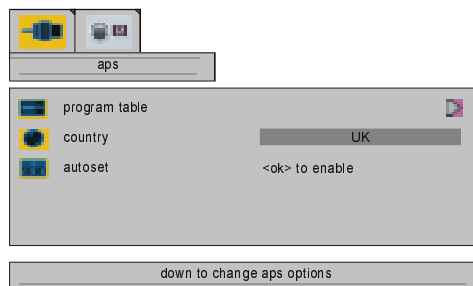 aps
program table
country UK
autoset <ok> to enable
down to change aps options